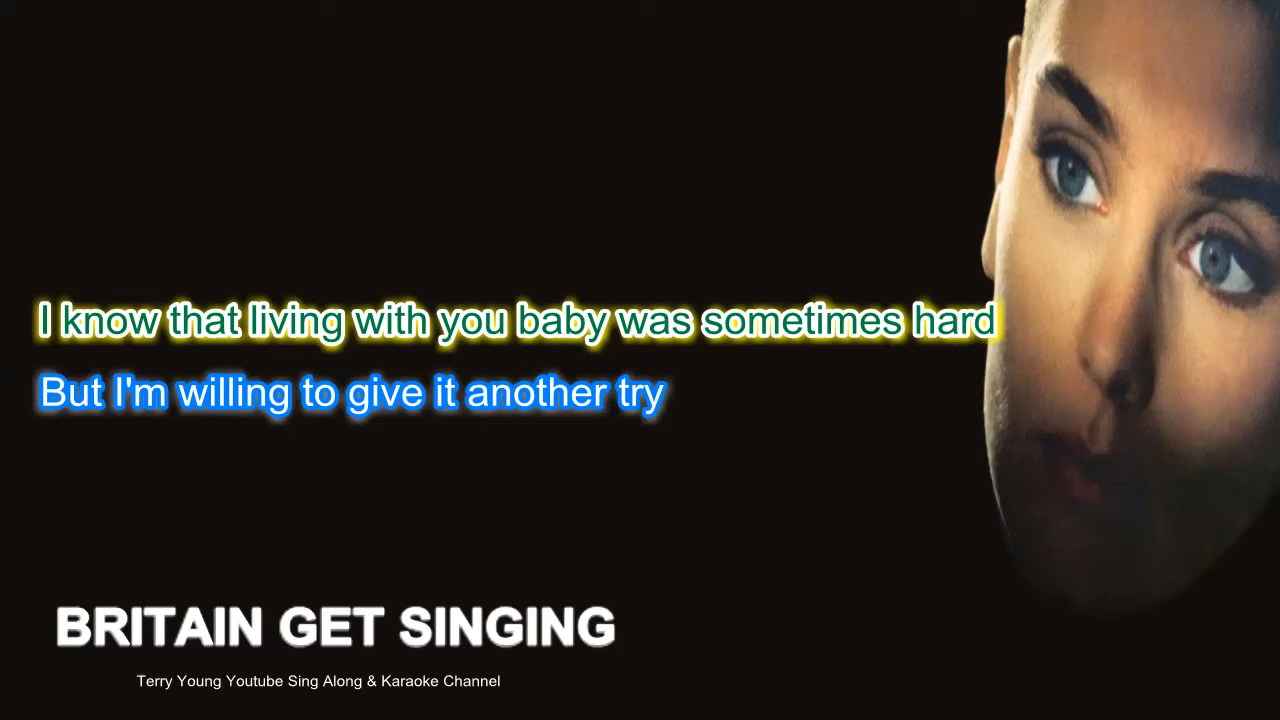 I know that living with you baby was sometimes hard
But I'm willing to give it another try
BRITAIN GET SINGING
Terry Young Youtube Sing Along & Karaoke Channel